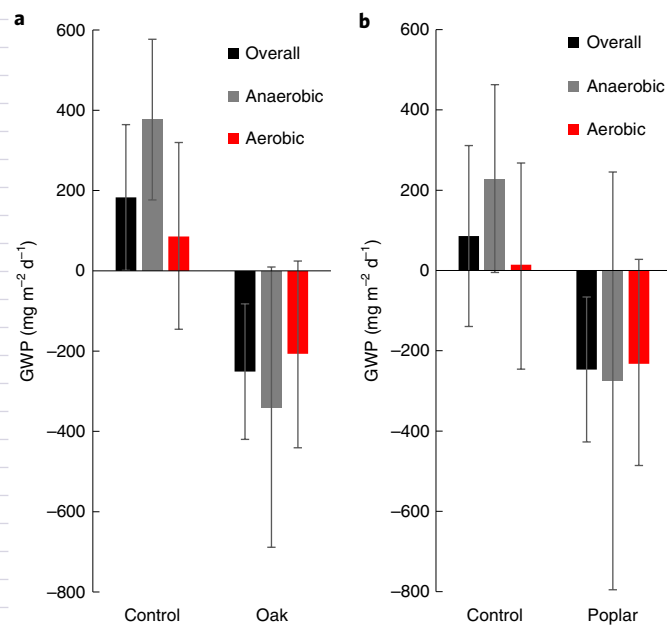 a
600
400
200
0
−200
−400
−600
−800
GWP (mg m⁻² d⁻¹)
Overall
Anaerobic
Aerobic
Control
Oak
b
600
400
200
0
−200
−400
−600
−800
GWP (mg m⁻² d⁻¹)
Overall
Anaerobic
Aerobic
Control
Poplar